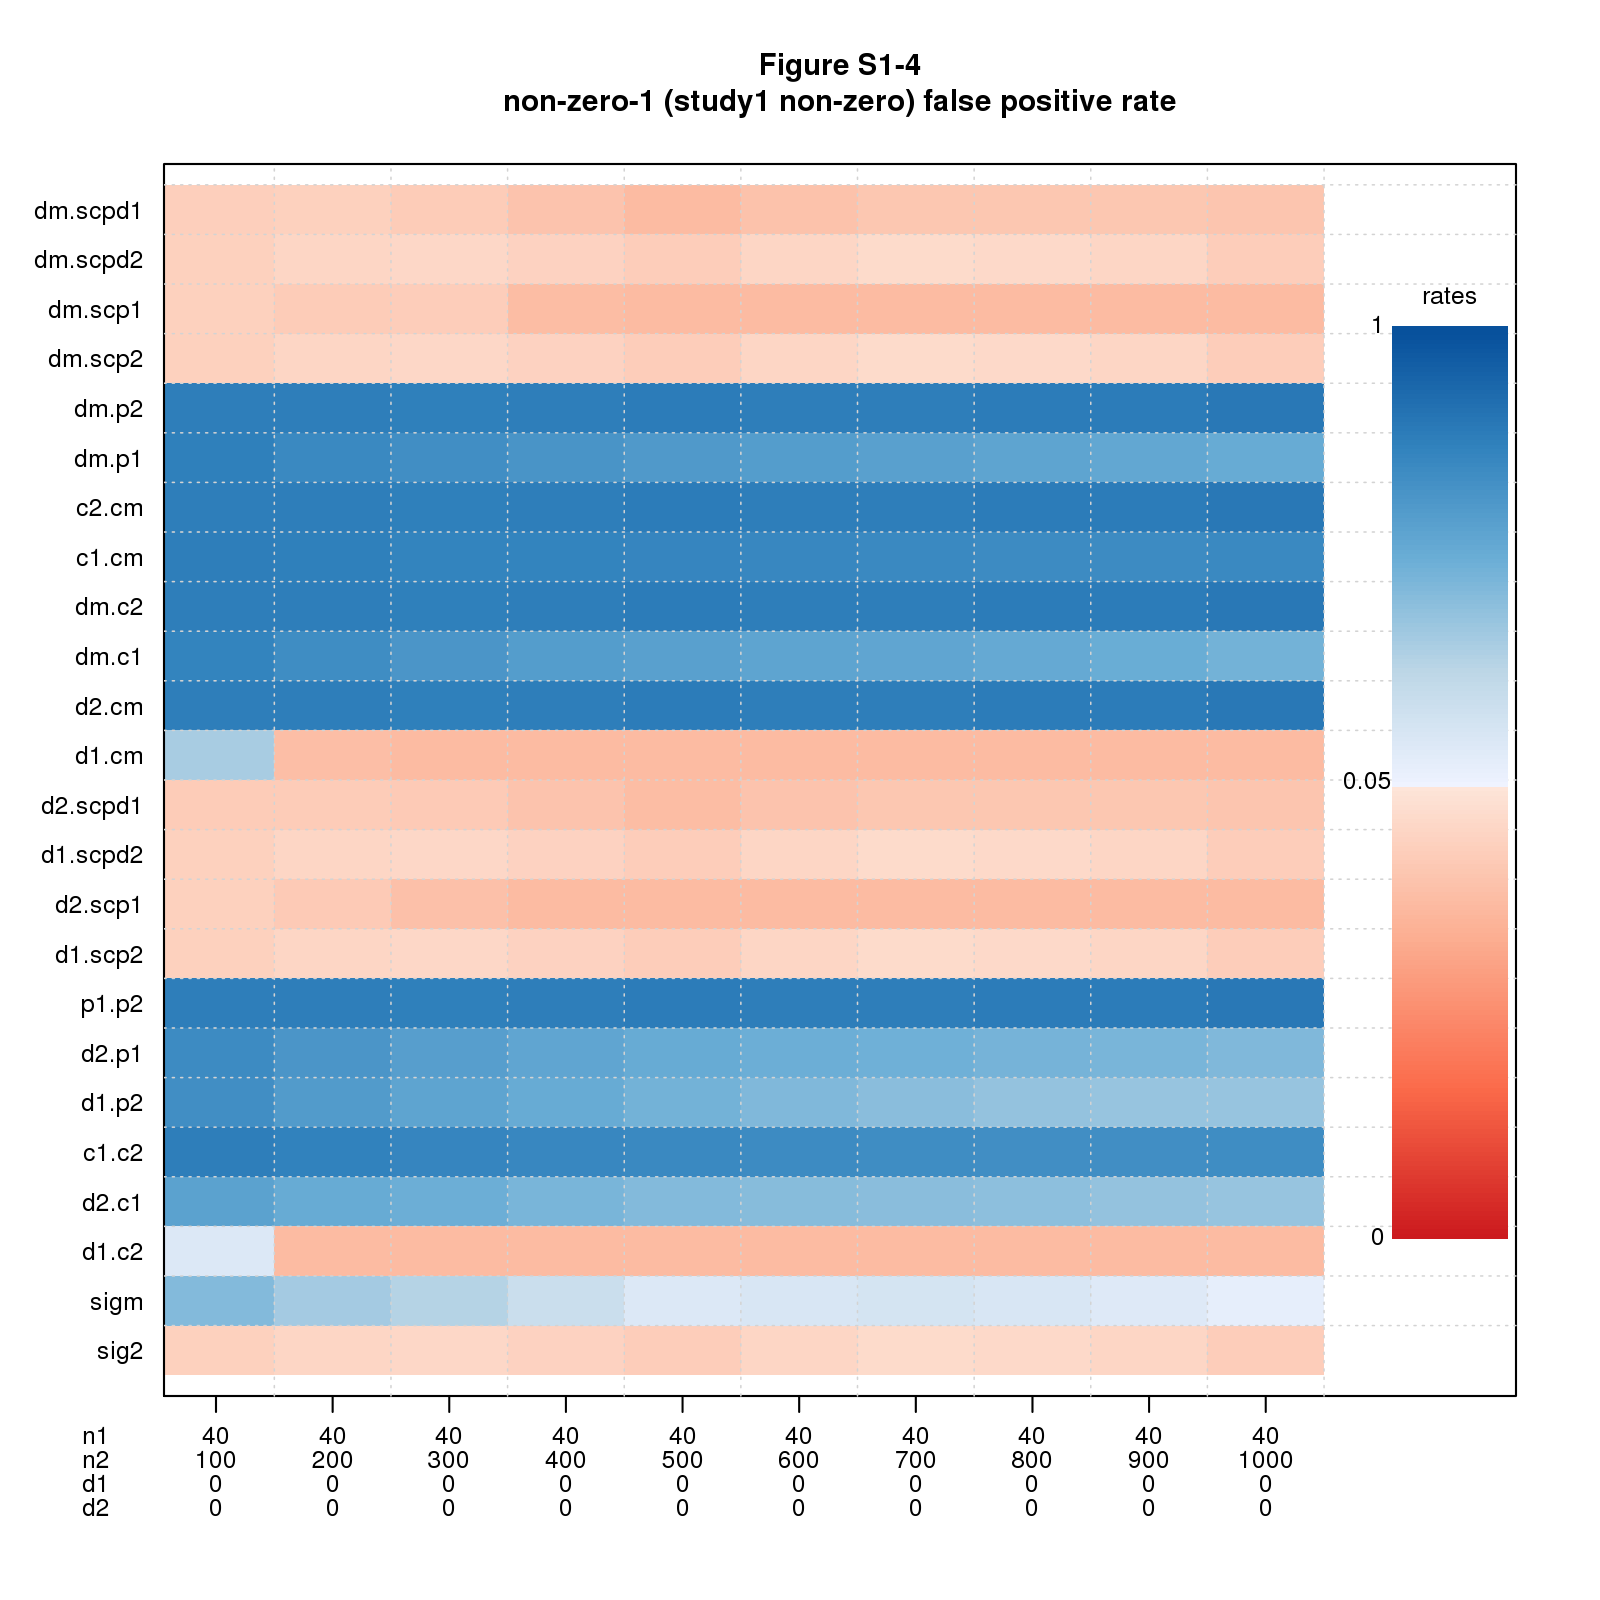 Figure S1-4
non-zero-1 (study1 non-zero) false positive rate
dm.scpd1
dm.scpd2
dm.scp1
dm.scp2
dm.p2
dm.p1
c2.cm
c1.cm
dm.c2
dm.c1
d2.cm
d1.cm
d2.scpd1
d1.scpd2
d2.scp1
d1.scp2
p1.p2
d2.p1
d1.p2
c1.c2
d2.c1
d1.c2
sigm
sig2
rates
1
0.05
0
n1 40 40 40 40 40 40 40 40 40 40
n2 100 200 300 400 500 600 700 800 900 1000
d1 0 0 0 0 0 0 0 0 0 0
d2 0 0 0 0 0 0 0 0 0 0